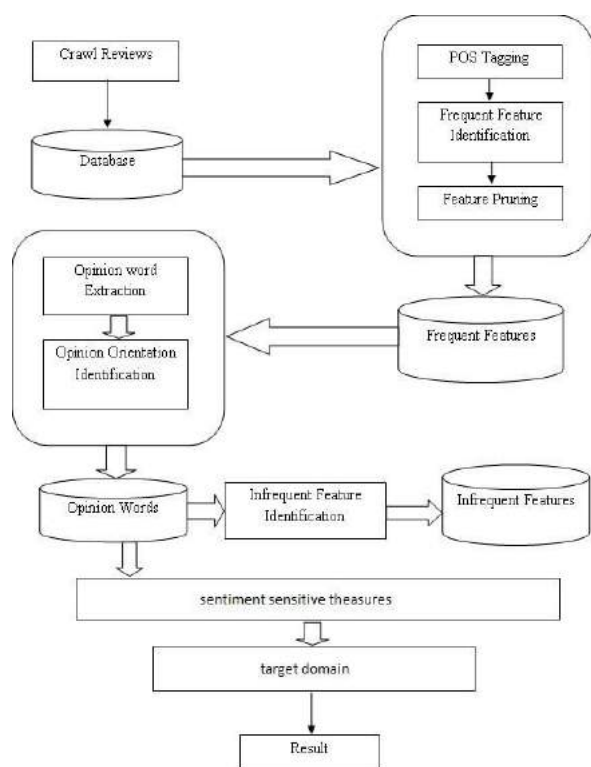 Crawl Reviews
Database
POS Tagging
Frequent Feature
Identification
Feature Pruning
Frequent Features
Opinion word
Extraction
Opinion Orientation
Identification
Opinion Words
Infrequent Feature
Identification
Infrequent Features
sentiment sensitive theasures
target domain
Result